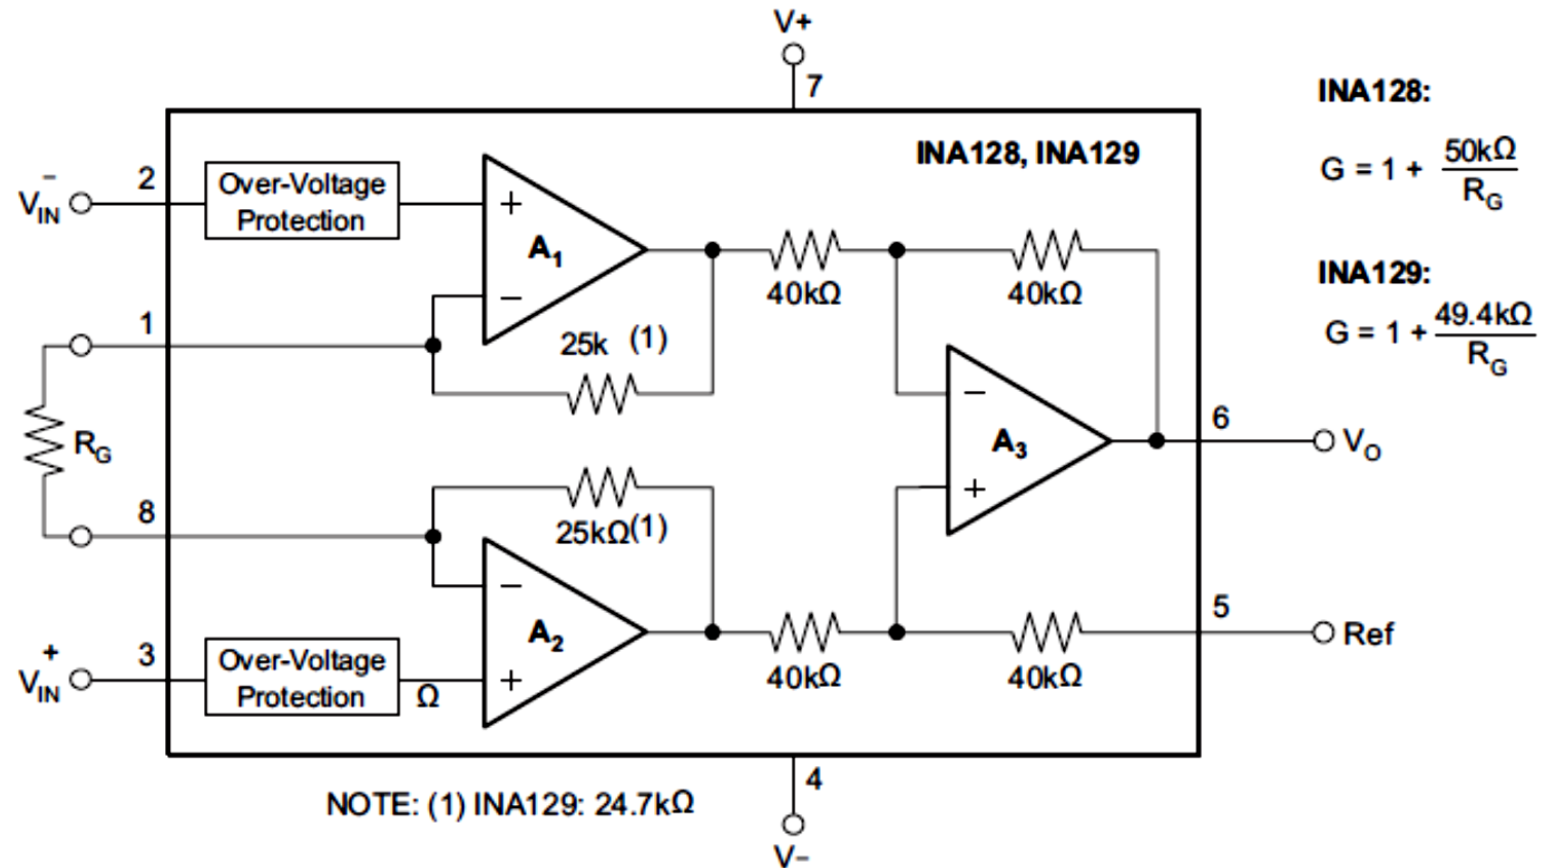 V+
7
INA128, INA129
INA128:
G = 1 + 50kΩ / RG
INA129:
G = 1 + 49.4kΩ / RG
V−IN
2
Over-Voltage
Protection
+
A1
−
40kΩ
40kΩ
1
25k (1)
RG
−
A3
+
6
VO
8
25kΩ(1)
−
A2
+
V+IN
3
Over-Voltage
Protection
Ω
40kΩ
40kΩ
5
Ref
4
V−
NOTE: (1) INA129: 24.7kΩ